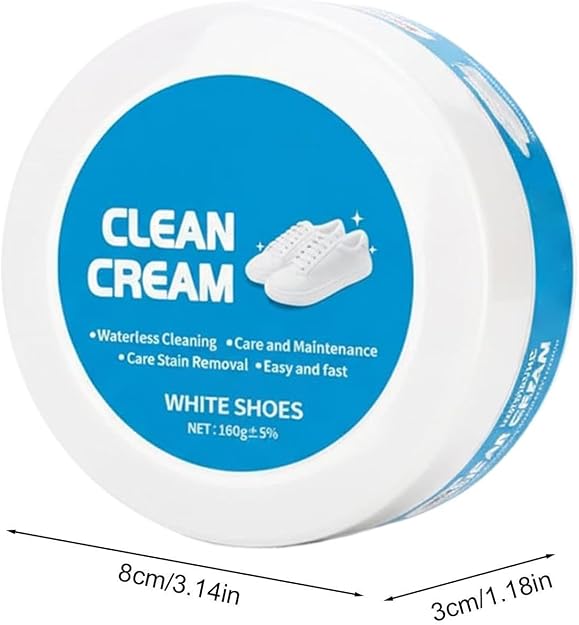 CLEAN
CREAM
•Waterless Cleaning •Care and Maintenance
•Care Stain Removal •Easy and fast
WHITE SHOES
NET:160g±5%
8cm/3.14in
3cm/1.18in